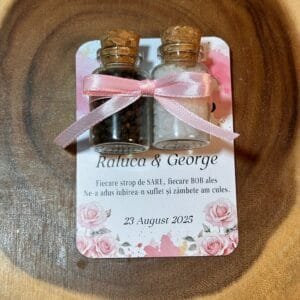 Raluca & George
Fiecare strop de SARE, fiecare BOB ales
Ne-a adus iubirea-n suflet și zâmbete am cules.
23 August 2025